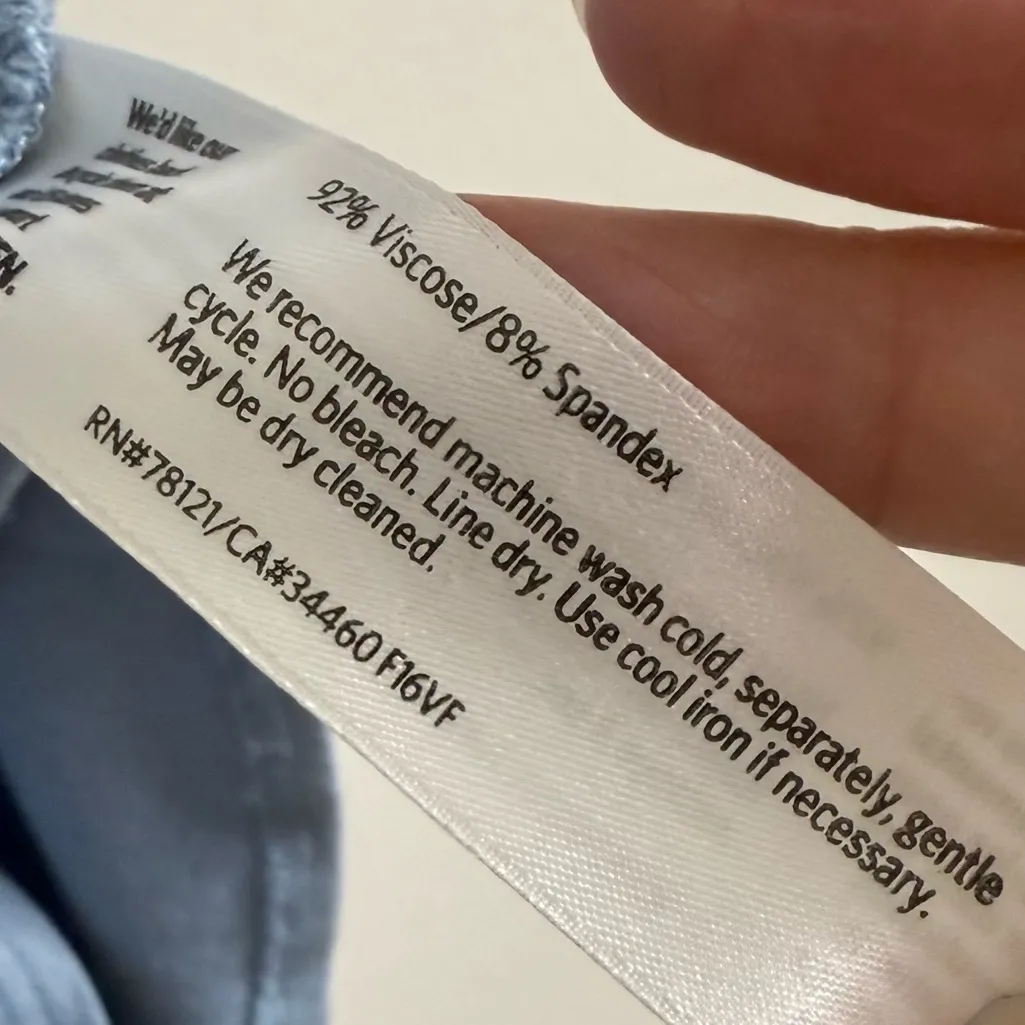 We'd like our
EN.
92% Viscose/8% Spandex
We recommend machine wash cold, separately, gentle
cycle. No bleach. Line dry. Use cool iron if necessary.
May be dry cleaned.
RN#78121/CA#34460 F16VF